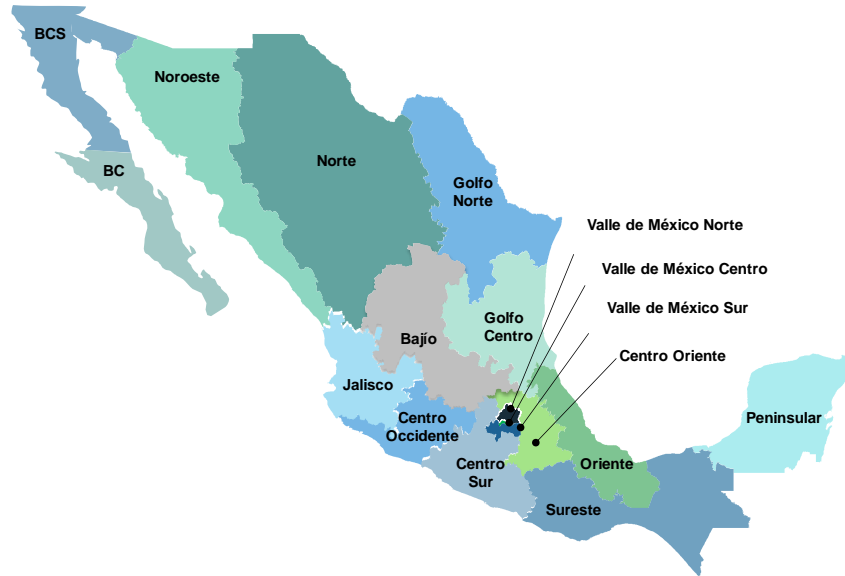 BCS
Noroeste
Norte
BC
Golfo
Norte
Valle de México Norte
Valle de México Centro
Valle de México Sur
Golfo
Centro
Bajío
Centro Oriente
Jalisco
Centro
Occidente
Peninsular
Centro
Sur
Oriente
Sureste